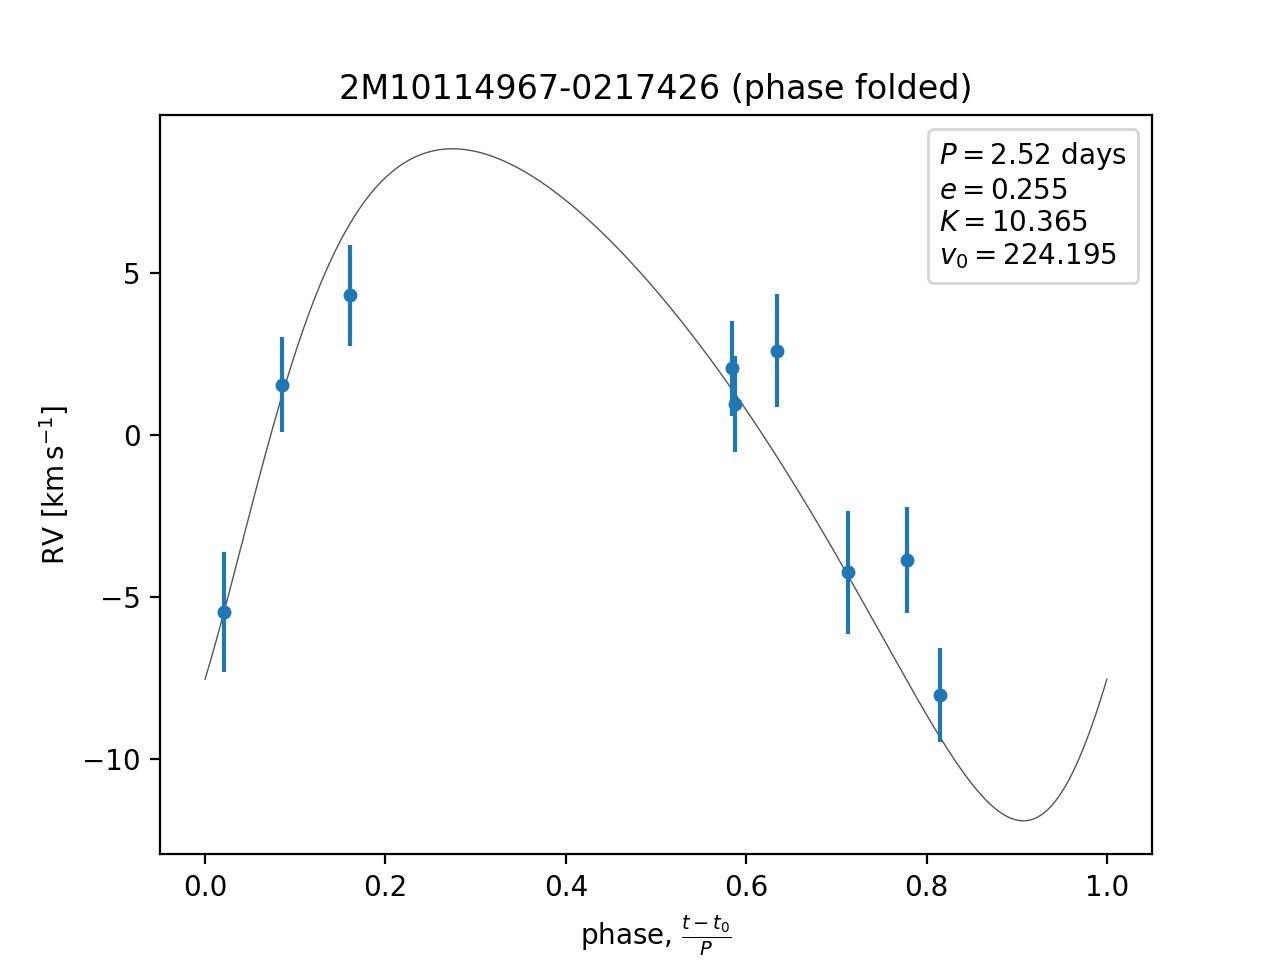 2M10114967-0217426 (phase folded)
P = 2.52 days
e = 0.255
K = 10.365
v₀ = 224.195
RV [km s⁻¹]
5
0
−5
−10
0.0 0.2 0.4 0.6 0.8 1.0
phase, (t − t₀)/P